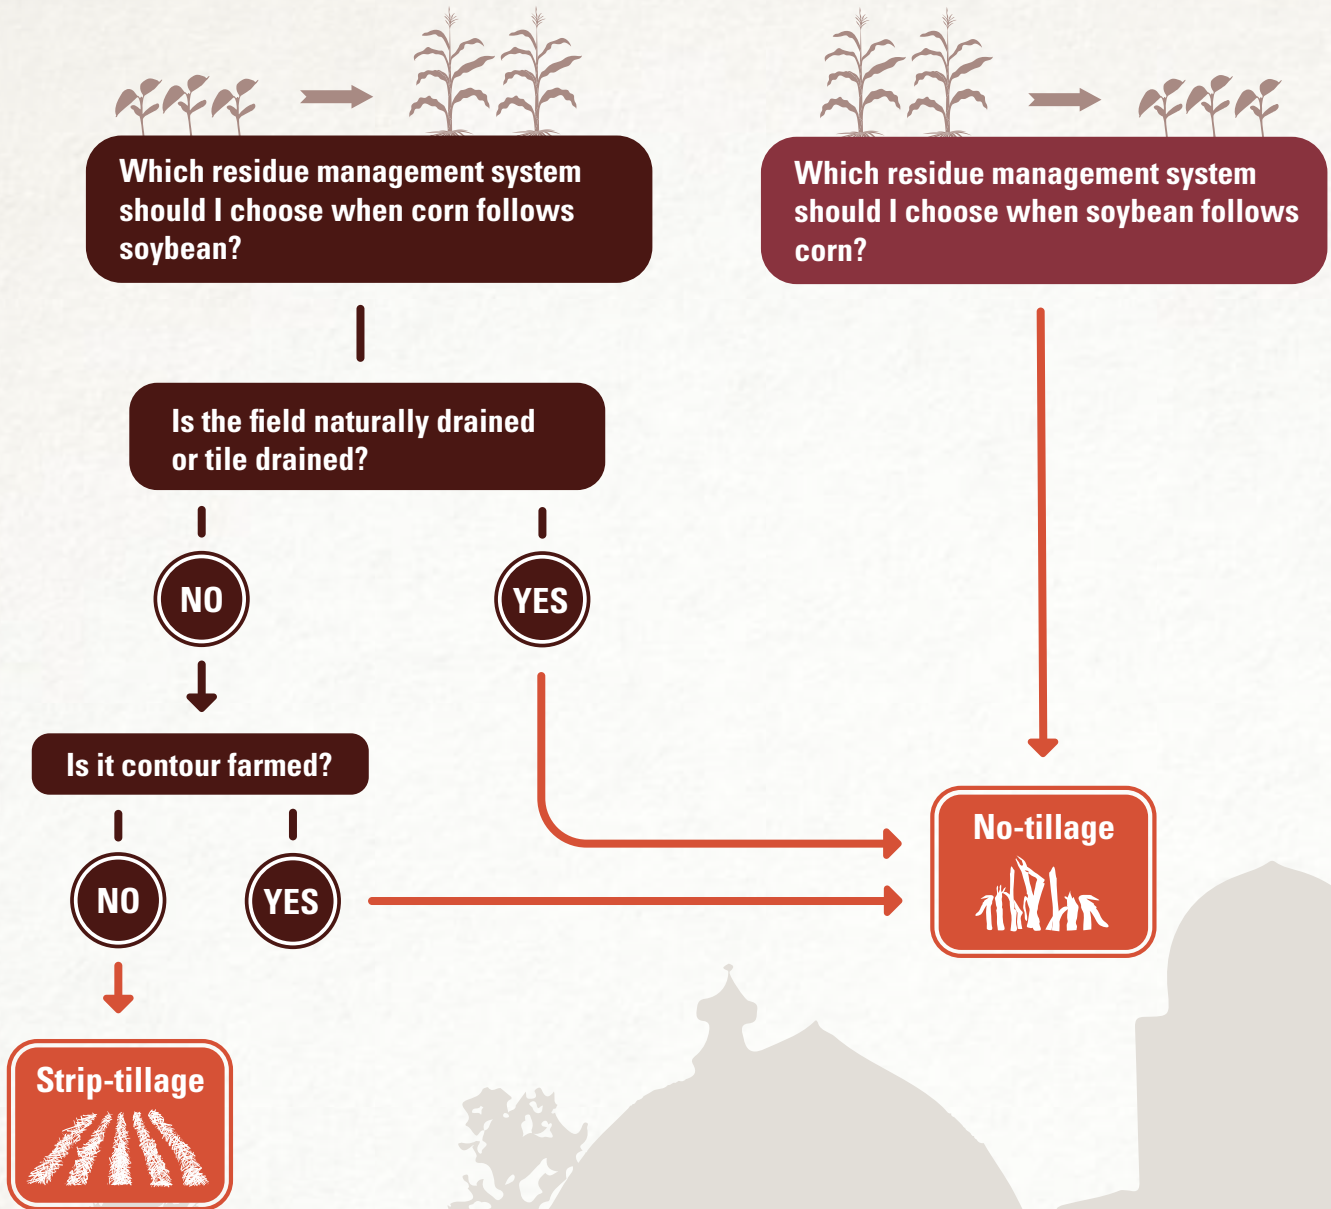 Which residue management system
should I choose when corn follows
soybean?
Which residue management system
should I choose when soybean follows
corn?
Is the field naturally drained
or tile drained?
NO
YES
Is it contour farmed?
NO
YES
No-tillage
Strip-tillage